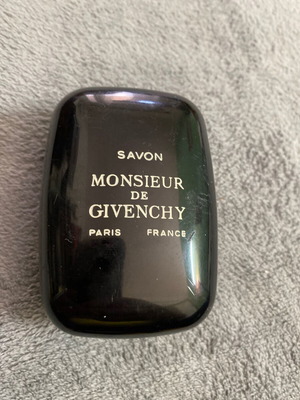 SAVON
MONSIEUR
DE
GIVENCHY
PARIS FRANCE